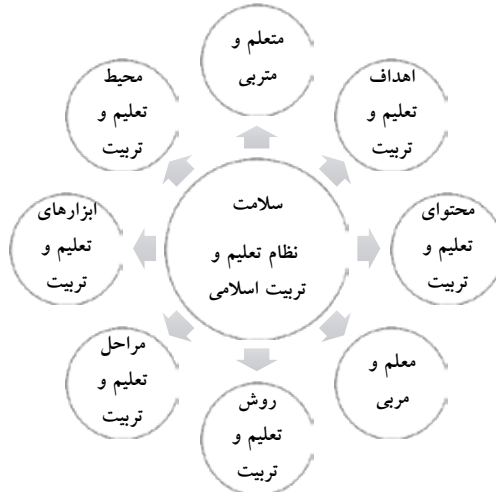 متعلم و
متربی
اهداف
تعلیم و
تربیت
محتوای
تعلیم و
تربیت
معلم و
مربی
روش
تعلیم و
تربیت
مراحل
تعلیم و
تربیت
ابزارهای
تعلیم و
تربیت
محیط
تعلیم و
تربیت
سلامت
نظام تعلیم و
تربیت اسلامی